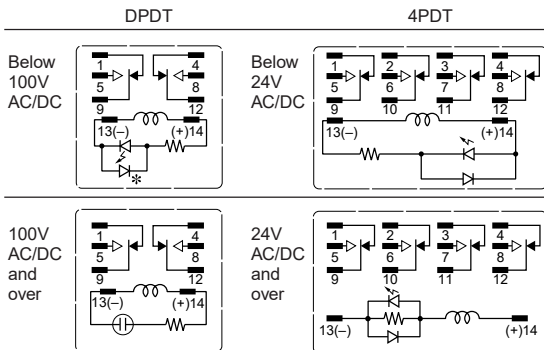 DPDT 4PDT
Below
100V
AC/DC
1 4
5 8
9 12
13(–) (+)14
*
Below
24V
AC/DC
1 2 3 4
5 6 7 8
9 10 11 12
13(–) (+)14
100V
AC/DC
and
over
1 4
5 8
9 12
13(–) (+)14
24V
AC/DC
and
over
1 2 3 4
5 6 7 8
9 10 11 12
13(–) (+)14